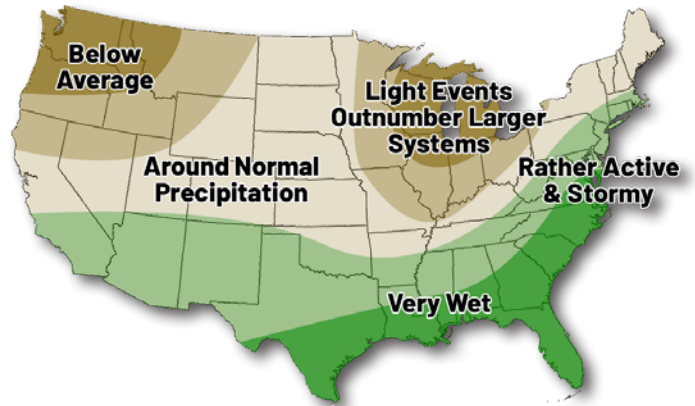 Below
Average
Light Events
Outnumber Larger
Systems
Around Normal
Precipitation
Rather Active
& Stormy
Very Wet